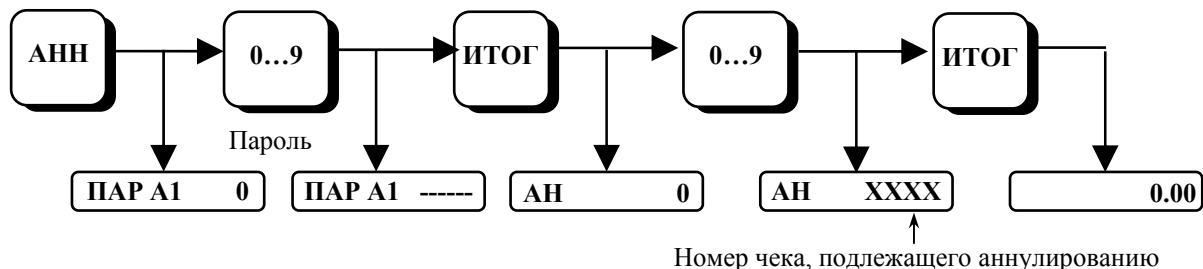 АНН 0…9 ИТОГ 0…9 ИТОГ
Пароль
ПАР А1 0 ПАР А1 ------ АН 0 АН ХХХХ 0.00
Номер чека, подлежащего аннулированию